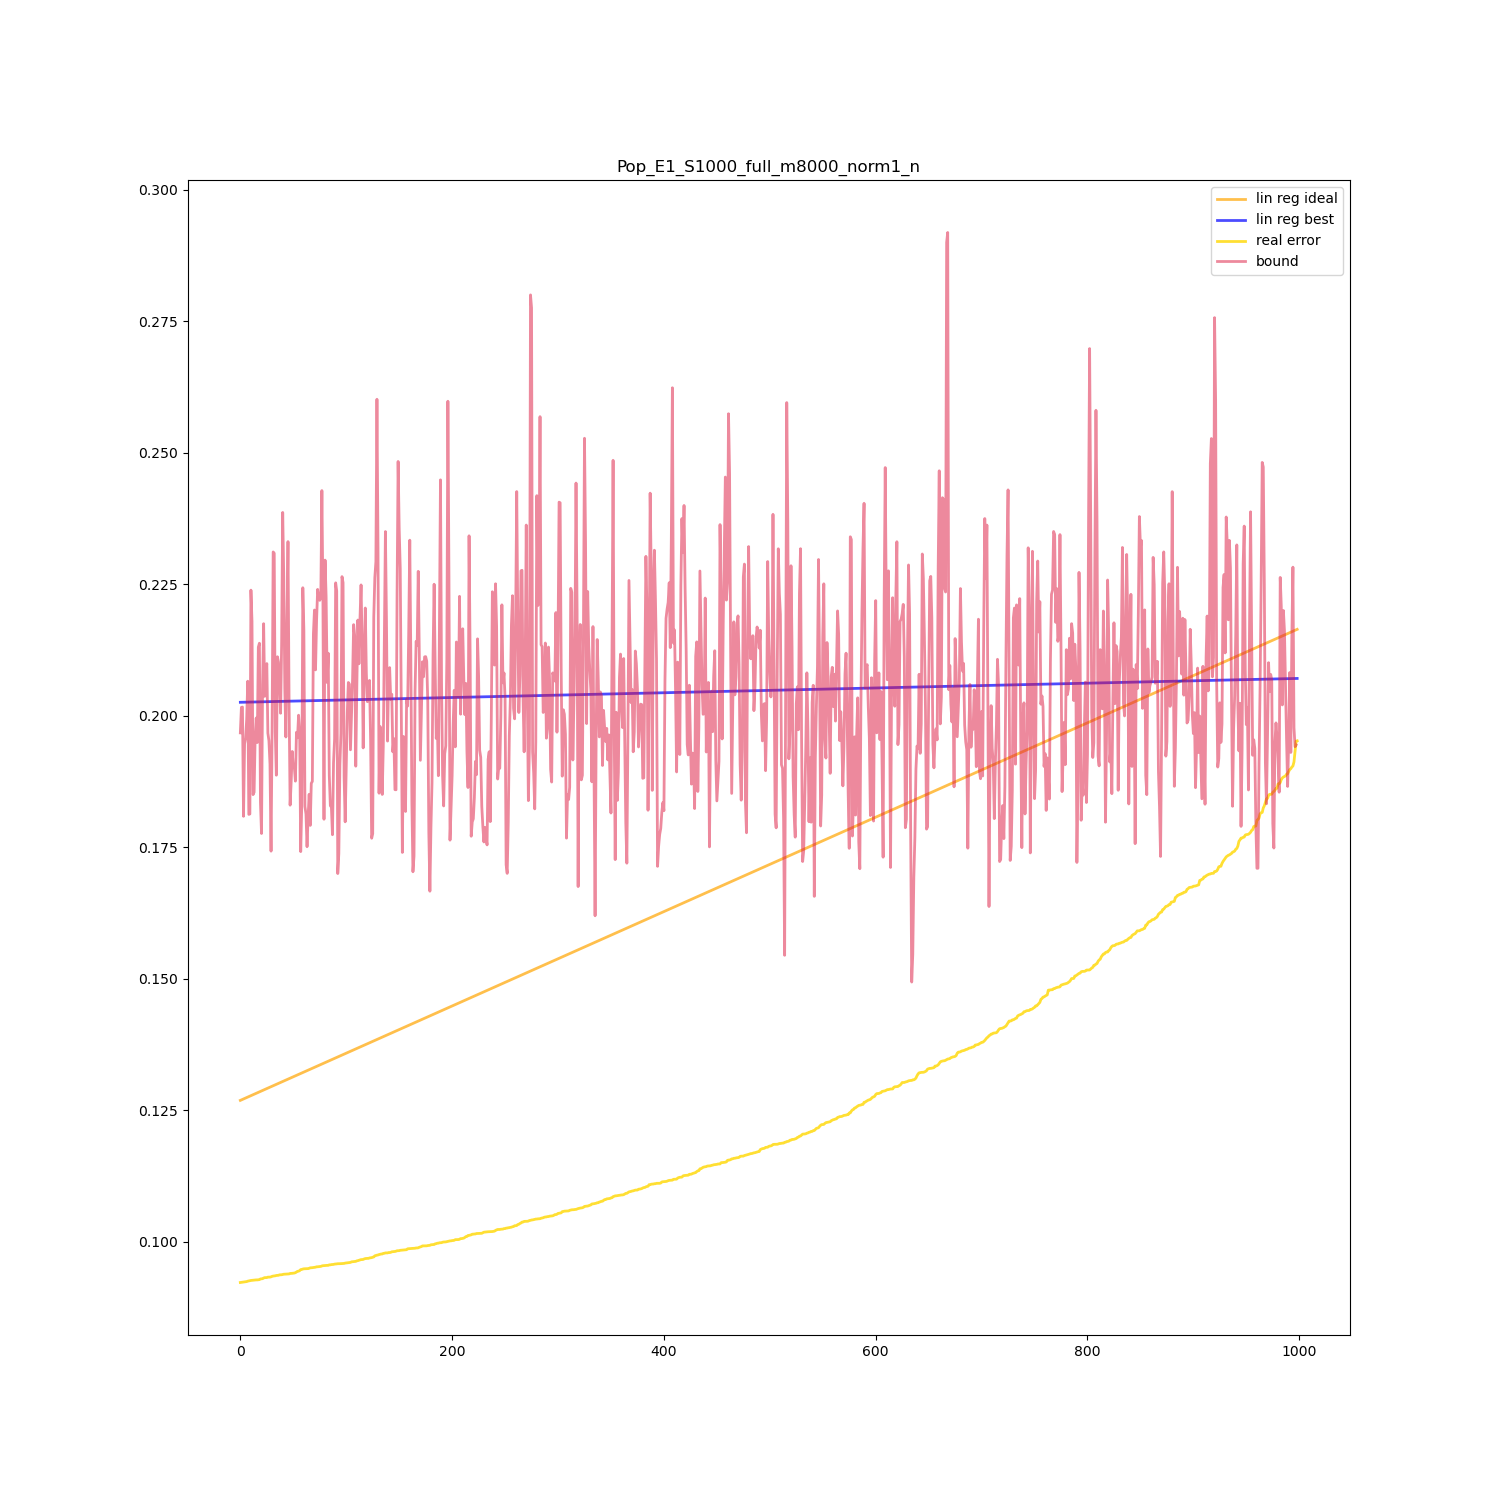 Pop_E1_S1000_full_m8000_norm1_n
lin reg ideal
lin reg best
real error
bound
0.300
0.275
0.250
0.225
0.200
0.175
0.150
0.125
0.100
0 200 400 600 800 1000